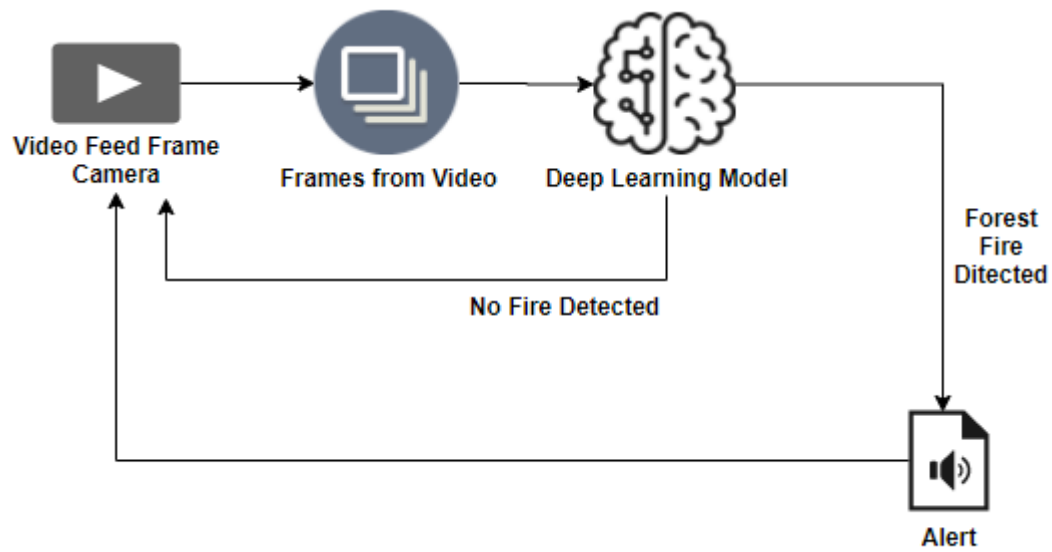 Video Feed Frame
Camera
Frames from Video
Deep Learning Model
Forest
Fire
Ditected
No Fire Detected
Alert